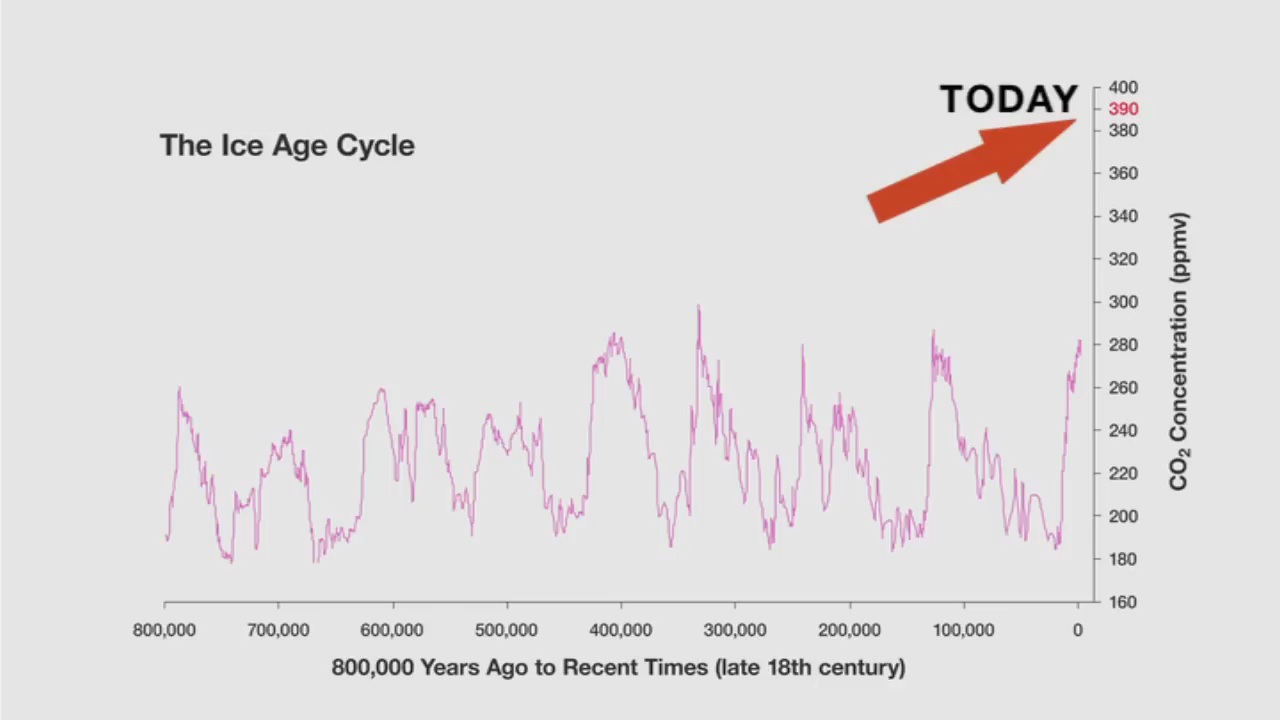 TODAY
The Ice Age Cycle
400
390
380
360
340
320
300
280
260
240
220
200
180
160
CO₂ Concentration (ppmv)
800,000 700,000 600,000 500,000 400,000 300,000 200,000 100,000 0
800,000 Years Ago to Recent Times (late 18th century)